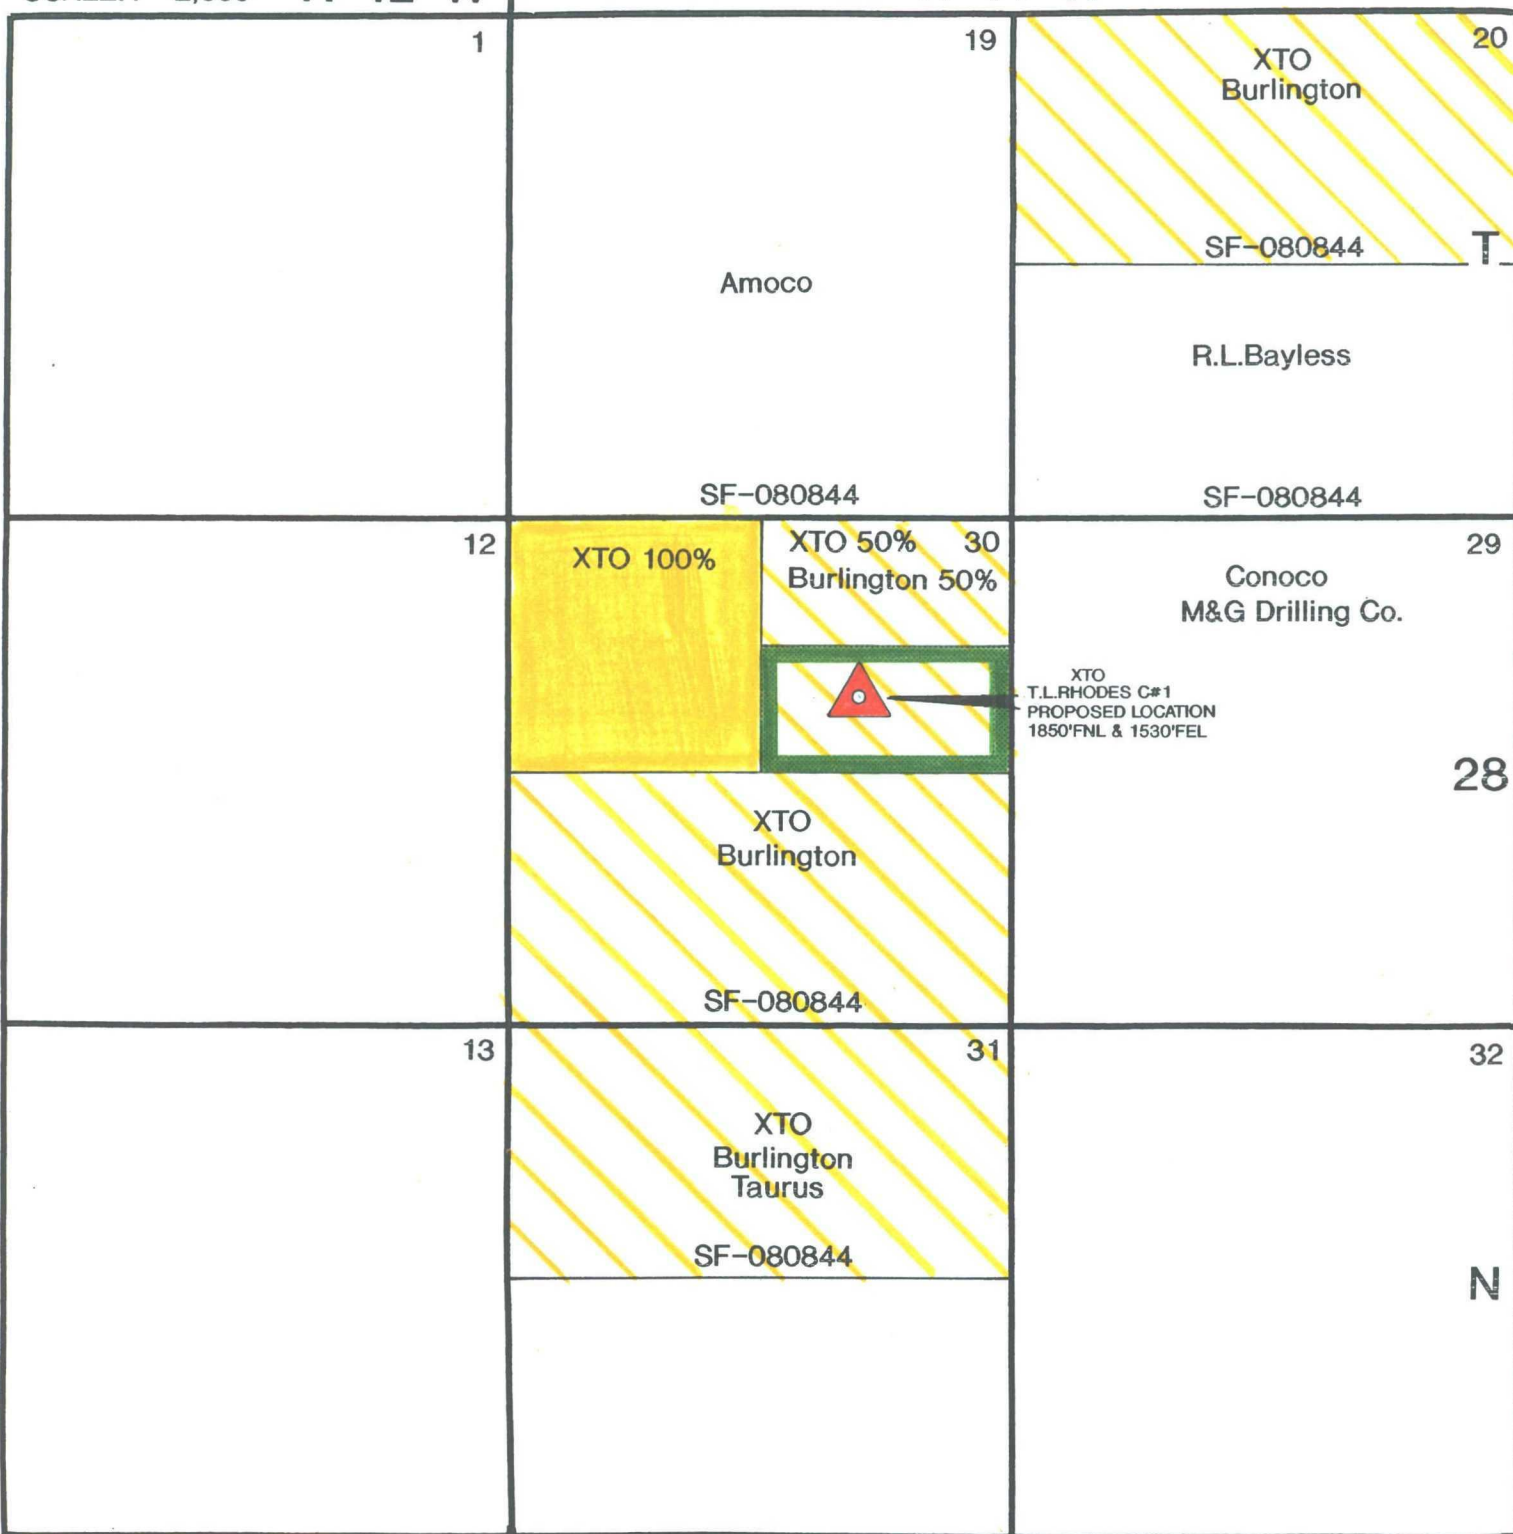 1
19
20
XTO
Burlington
SF-080844
T
Amoco
R.L.Bayless
SF-080844
SF-080844
12
XTO 100%
XTO 50% 30
Burlington 50%
29
Conoco
M&G Drilling Co.
XTO
T.L.RHODES C#1
PROPOSED LOCATION
1850'FNL & 1530'FEL
28
XTO
Burlington
SF-080844
13
31
32
XTO
Burlington
Taurus
SF-080844
N